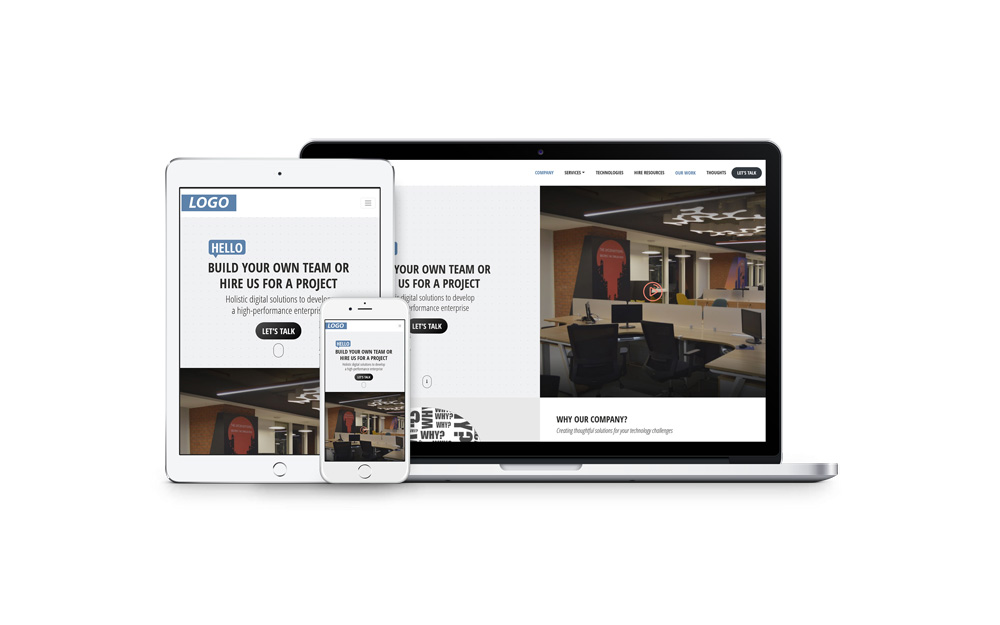 LOGO
HELLO
BUILD YOUR OWN TEAM OR
HIRE US FOR A PROJECT
Holistic digital solutions to develop
a high-performance enterprise
LET'S TALK
LOGO
HELLO
BUILD YOUR OWN TEAM OR
HIRE US FOR A PROJECT
Holistic digital solutions to develop
a high-performance enterprise
LET'S TALK
COMPANY SERVICES TECHNOLOGIES HIRE RESOURCES OUR WORK THOUGHTS LET'S TALK
YOUR OWN TEAM OR
US FOR A PROJECT
digital solutions to develop
LET'S TALK
WHY?
WHY?
WHY OUR COMPANY?
Creating thoughtful solutions for your technology challenges